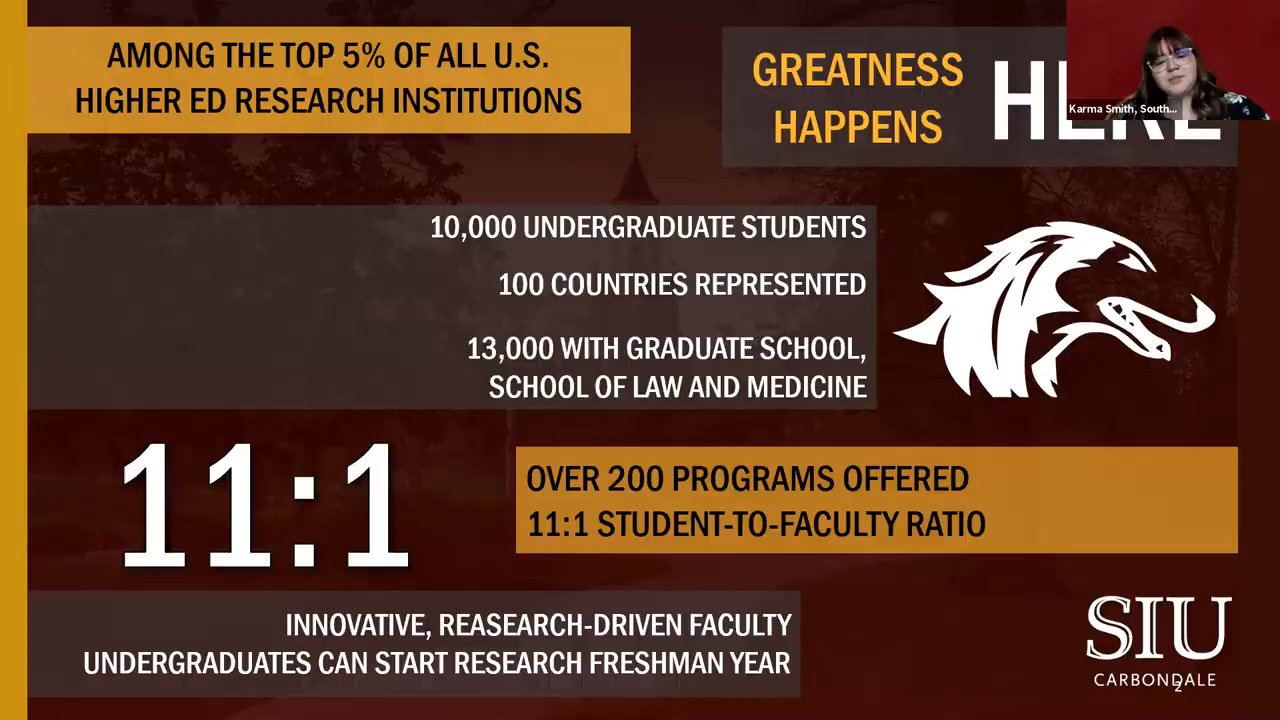 AMONG THE TOP 5% OF ALL U.S.
HIGHER ED RESEARCH INSTITUTIONS
GREATNESS
HAPPENS
HERE
Karma Smith, South...
10,000 UNDERGRADUATE STUDENTS
100 COUNTRIES REPRESENTED
13,000 WITH GRADUATE SCHOOL,
SCHOOL OF LAW AND MEDICINE
11:1
OVER 200 PROGRAMS OFFERED
11:1 STUDENT-TO-FACULTY RATIO
INNOVATIVE, REASEARCH-DRIVEN FACULTY
UNDERGRADUATES CAN START RESEARCH FRESHMAN YEAR
SIU
CARBONDALE
2